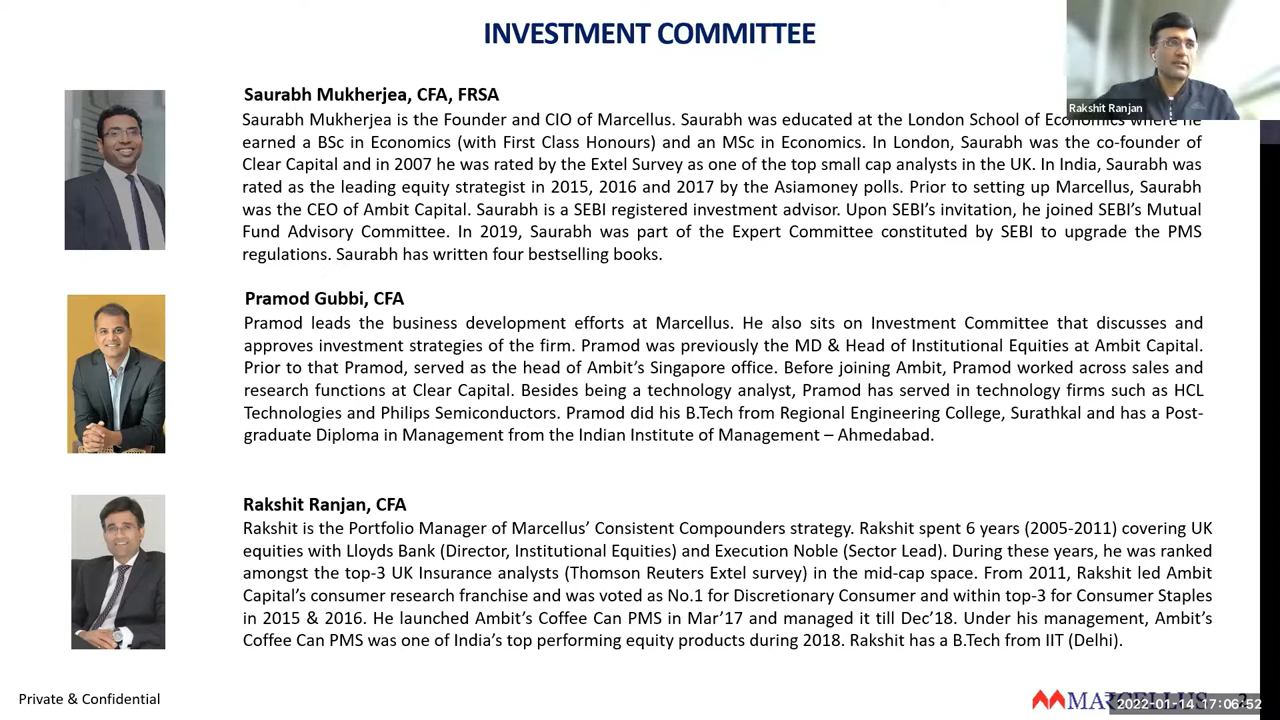 INVESTMENT COMMITTEE
Rakshit Ranjan
Saurabh Mukherjea, CFA, FRSA
Saurabh Mukherjea is the Founder and CIO of Marcellus. Saurabh was educated at the London School of Economics where he
earned a BSc in Economics (with First Class Honours) and an MSc in Economics. In London, Saurabh was the co-founder of
Clear Capital and in 2007 he was rated by the Extel Survey as one of the top small cap analysts in the UK. In India, Saurabh was
rated as the leading equity strategist in 2015, 2016 and 2017 by the Asiamoney polls. Prior to setting up Marcellus, Saurabh
was the CEO of Ambit Capital. Saurabh is a SEBI registered investment advisor. Upon SEBI’s invitation, he joined SEBI’s Mutual
Fund Advisory Committee. In 2019, Saurabh was part of the Expert Committee constituted by SEBI to upgrade the PMS
regulations. Saurabh has written four bestselling books.
Pramod Gubbi, CFA
Pramod leads the business development efforts at Marcellus. He also sits on Investment Committee that discusses and
approves investment strategies of the firm. Pramod was previously the MD & Head of Institutional Equities at Ambit Capital.
Prior to that Pramod, served as the head of Ambit’s Singapore office. Before joining Ambit, Pramod worked across sales and
research functions at Clear Capital. Besides being a technology analyst, Pramod has served in technology firms such as HCL
Technologies and Philips Semiconductors. Pramod did his B.Tech from Regional Engineering College, Surathkal and has a Post-
graduate Diploma in Management from the Indian Institute of Management – Ahmedabad.
Rakshit Ranjan, CFA
Rakshit is the Portfolio Manager of Marcellus’ Consistent Compounders strategy. Rakshit spent 6 years (2005-2011) covering UK
equities with Lloyds Bank (Director, Institutional Equities) and Execution Noble (Sector Lead). During these years, he was ranked
amongst the top-3 UK Insurance analysts (Thomson Reuters Extel survey) in the mid-cap space. From 2011, Rakshit led Ambit
Capital’s consumer research franchise and was voted as No.1 for Discretionary Consumer and within top-3 for Consumer Staples
in 2015 & 2016. He launched Ambit’s Coffee Can PMS in Mar’17 and managed it till Dec’18. Under his management, Ambit’s
Coffee Can PMS was one of India’s top performing equity products during 2018. Rakshit has a B.Tech from IIT (Delhi).
Private & Confidential
MARCELLUS
2022-01-14 17:06:52